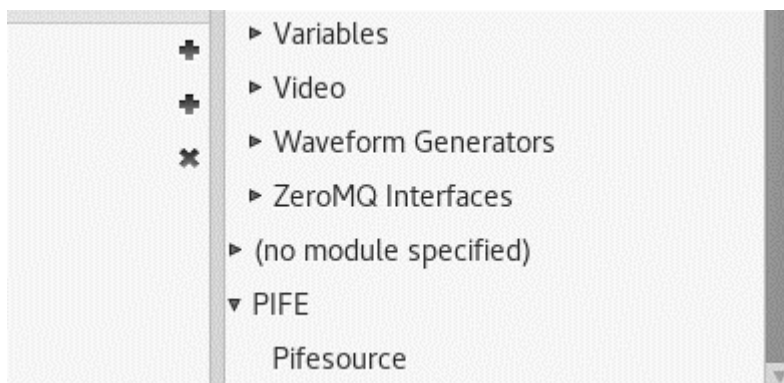 Variables
Video
Waveform Generators
ZeroMQ Interfaces
(no module specified)
PIFE
Pifesource